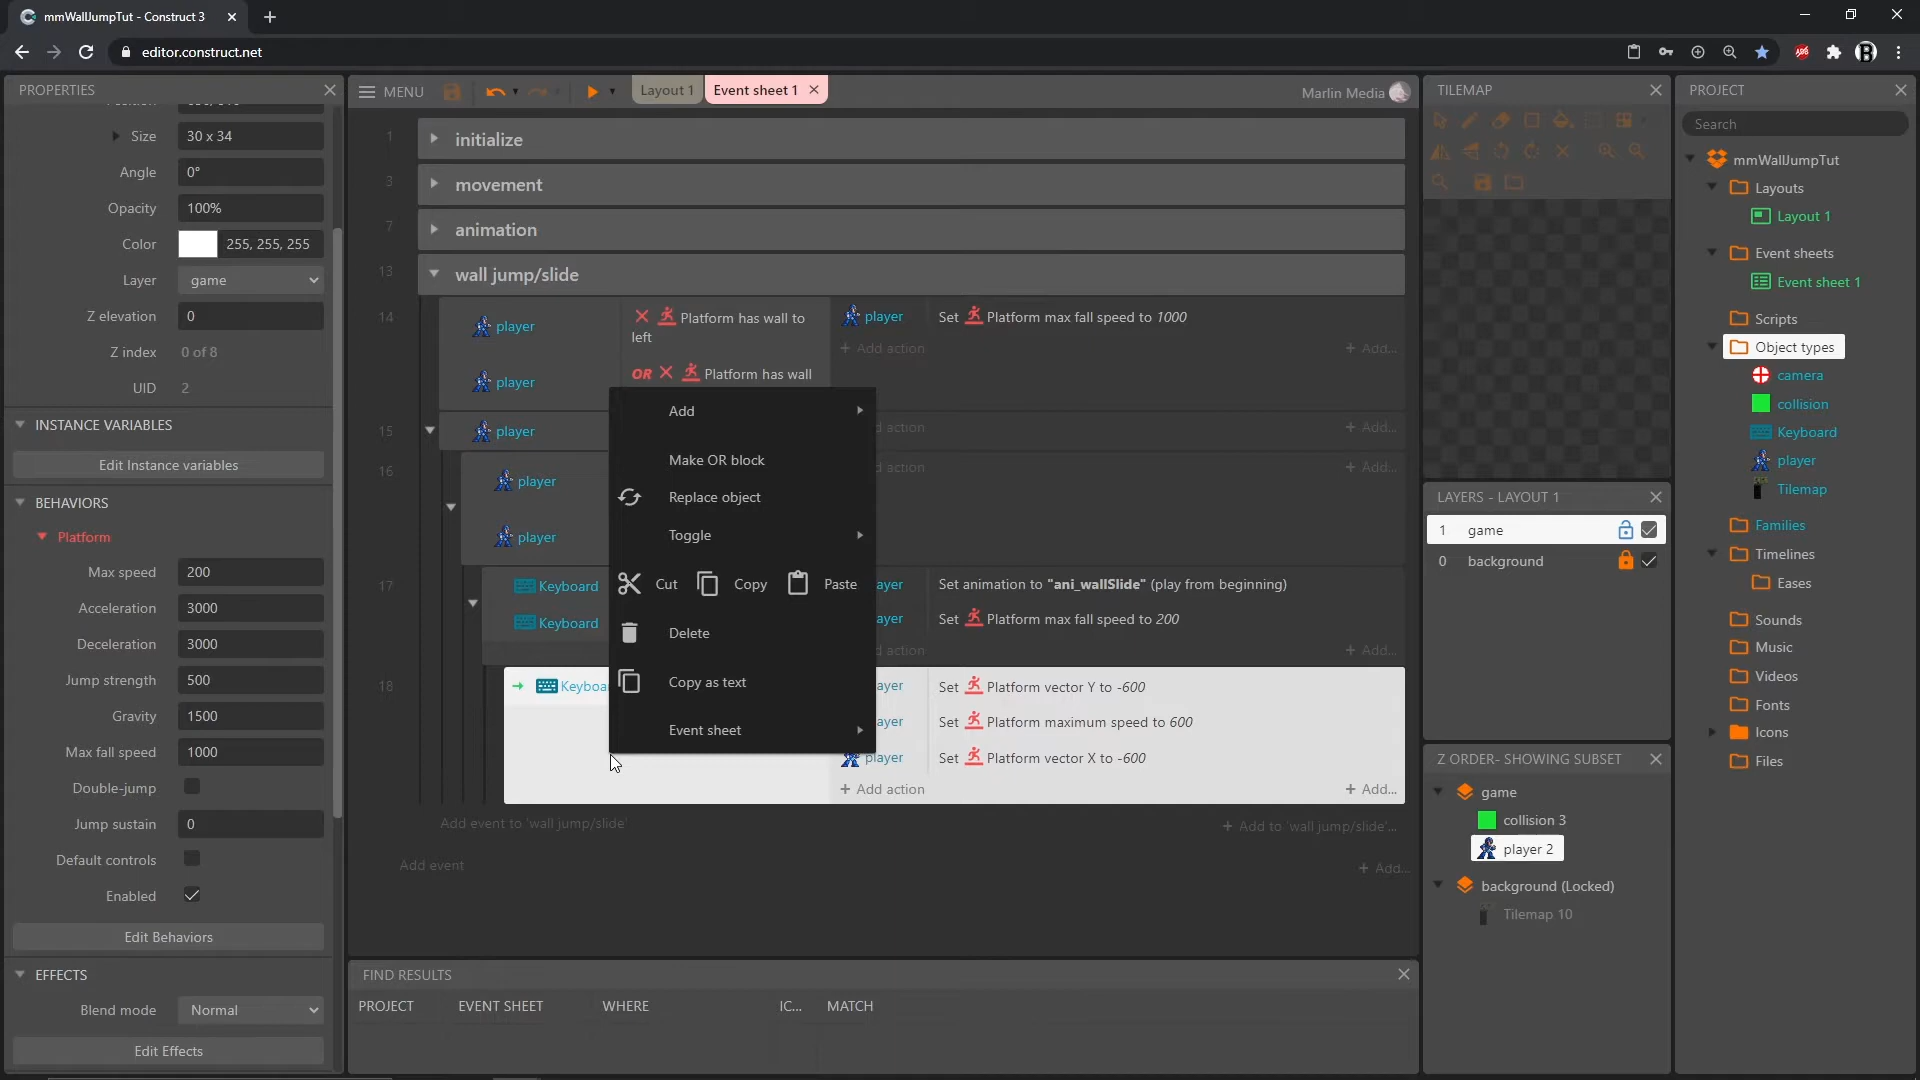 mmWallJumpTut - Construct 3
editor.construct.net
PROPERTIES
Size 30 x 34
Angle 0°
Opacity 100%
Color 255, 255, 255
Layer game
Z elevation 0
Z index 0 of 8
UID 2
INSTANCE VARIABLES
Edit Instance variables
BEHAVIORS
Platform
Max speed 200
Acceleration 3000
Deceleration 3000
Jump strength 500
Gravity 1500
Max fall speed 1000
Double-jump
Jump sustain 0
Default controls
Enabled
Edit Behaviors
EFFECTS
Blend mode Normal
Edit Effects
MENU
Layout 1
Event sheet 1
Marlin Media
1 initialize
3 movement
7 animation
13 wall jump/slide
14 player Platform has wall to left
player OR Platform has wall
player Set Platform max fall speed to 1000
+ Add action + Add...
15 player
action + Add...
16 player
action + Add...
player
17 Keyboard
Keyboard
ayer Set animation to "ani_wallSlide" (play from beginning)
ayer Set Platform max fall speed to 200
action + Add...
18 Keyboa
ayer Set Platform vector Y to -600
ayer Set Platform maximum speed to 600
player Set Platform vector X to -600
+ Add action + Add...
Add event to 'wall jump/slide' + Add to 'wall jump/slide'...
Add event + Add...
Add
Make OR block
Replace object
Toggle
Cut Copy Paste
Delete
Copy as text
Event sheet
FIND RESULTS
PROJECT EVENT SHEET WHERE IC... MATCH
TILEMAP
LAYERS - LAYOUT 1
1 game
0 background
Z ORDER- SHOWING SUBSET
game
collision 3
player 2
background (Locked)
Tilemap 10
PROJECT
Search
mmWallJumpTut
Layouts
Layout 1
Event sheets
Event sheet 1
Scripts
Object types
camera
collision
Keyboard
player
Tilemap
Families
Timelines
Eases
Sounds
Music
Videos
Fonts
Icons
Files